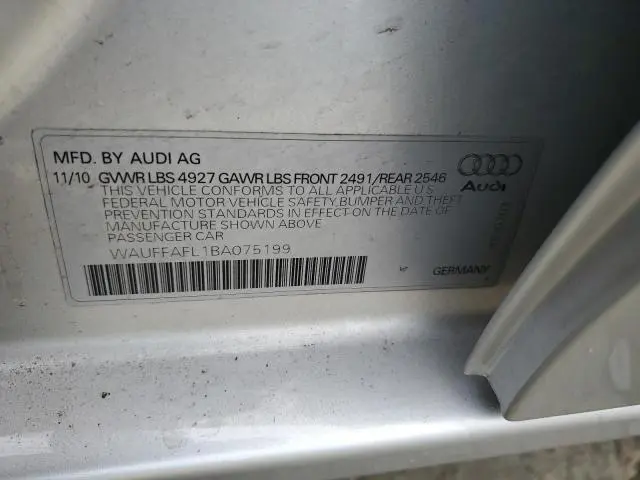 MFD. BY AUDI AG
11/10 GVWR LBS 4927 GAWR LBS FRONT 2491/REAR 2546
THIS VEHICLE CONFORMS TO ALL APPLICABLE U.S
FEDERAL MOTOR VEHICLE SAFETY, BUMPER AND THEFT
PREVENTION STANDARDS IN EFFECT ON THE DATE OF
MANUFACTURE SHOWN ABOVE
PASSENGER CAR
WAUFFAFL1BA075199
Audi
GERMANY